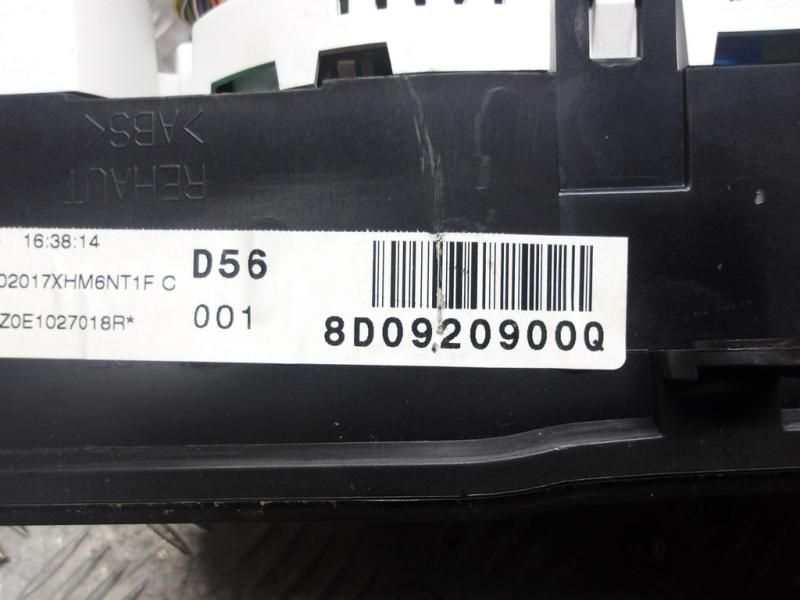 >ABS<
REHAUT
16:38:14
D56
02017XHM6NT1F C
Z0E1027018R*
001
8D0920900Q